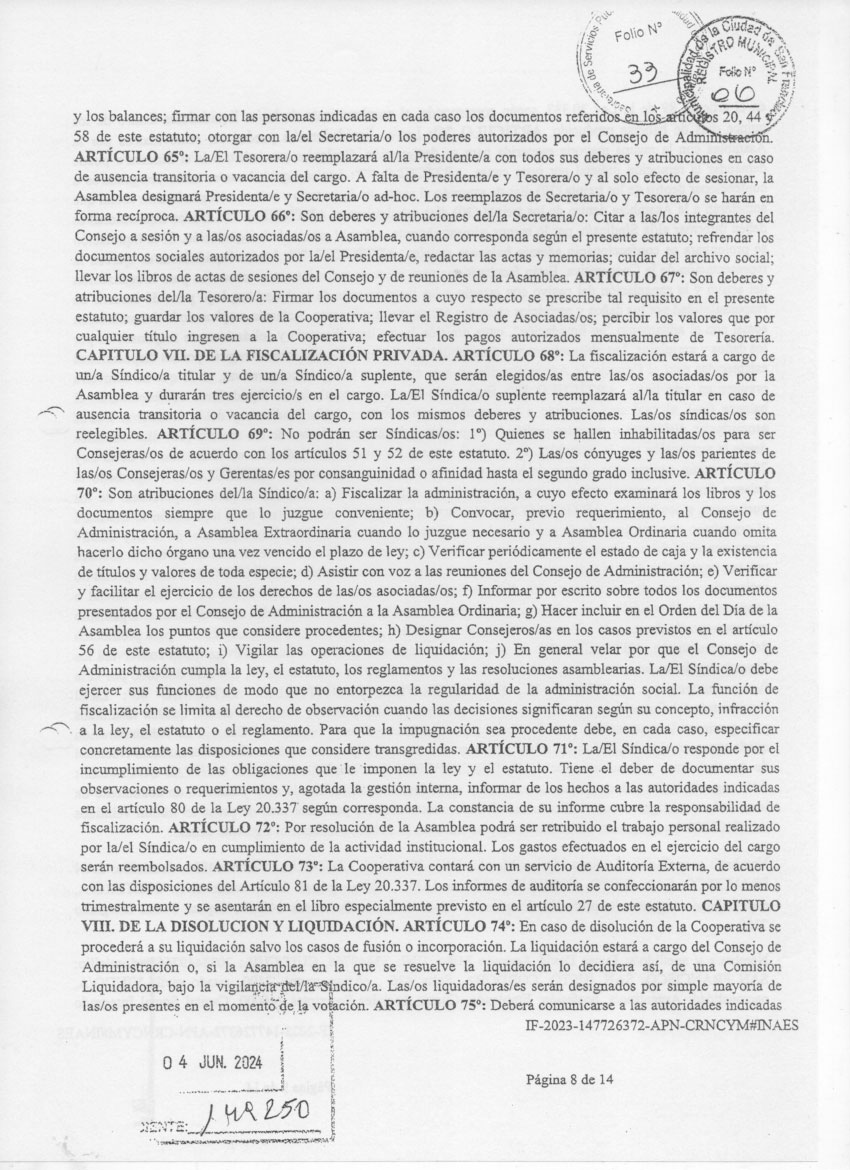 Folio Nº
33
Municipalidad de la Ciudad de San
REGISTRO MUNICIPAL
Folio Nº
06
y los balances; firmar con las personas indicadas en cada caso los documentos referidos en los artículos 20, 44 y
58 de este estatuto; otorgar con la/el Secretaria/o los poderes autorizados por el Consejo de Administración.
ARTÍCULO 65º: La/El Tesorera/o reemplazará al/la Presidente/a con todos sus deberes y atribuciones en caso
de ausencia transitoria o vacancia del cargo. A falta de Presidenta/e y Tesorera/o y al solo efecto de sesionar, la
Asamblea designará Presidenta/e y Secretaria/o ad-hoc. Los reemplazos de Secretaria/o y Tesorera/o se harán en
forma recíproca. ARTÍCULO 66º: Son deberes y atribuciones del/la Secretaria/o: Citar a las/los integrantes del
Consejo a sesión y a las/os asociadas/os a Asamblea, cuando corresponda según el presente estatuto; refrendar los
documentos sociales autorizados por la/el Presidenta/e, redactar las actas y memorias; cuidar del archivo social;
llevar los libros de actas de sesiones del Consejo y de reuniones de la Asamblea. ARTÍCULO 67º: Son deberes y
atribuciones del/la Tesorero/a: Firmar los documentos a cuyo respecto se prescribe tal requisito en el presente
estatuto; guardar los valores de la Cooperativa; llevar el Registro de Asociadas/os; percibir los valores que por
cualquier título ingresen a la Cooperativa; efectuar los pagos autorizados mensualmente de Tesorería.
CAPITULO VII. DE LA FISCALIZACIÓN PRIVADA. ARTÍCULO 68º: La fiscalización estará a cargo de
un/a Síndico/a titular y de un/a Síndico/a suplente, que serán elegidos/as entre las/os asociadas/os por la
Asamblea y durarán tres ejercicio/s en el cargo. La/El Síndica/o suplente reemplazará al/la titular en caso de
ausencia transitoria o vacancia del cargo, con los mismos deberes y atribuciones. Las/os síndicas/os son
reelegibles. ARTÍCULO 69º: No podrán ser Síndicas/os: 1º) Quienes se hallen inhabilitadas/os para ser
Consejeras/os de acuerdo con los artículos 51 y 52 de este estatuto. 2º) Las/os cónyuges y las/os parientes de
las/os Consejeras/os y Gerentas/es por consanguinidad o afinidad hasta el segundo grado inclusive. ARTÍCULO
70º: Son atribuciones del/la Síndico/a: a) Fiscalizar la administración, a cuyo efecto examinará los libros y los
documentos siempre que lo juzgue conveniente; b) Convocar, previo requerimiento, al Consejo de
Administración, a Asamblea Extraordinaria cuando lo juzgue necesario y a Asamblea Ordinaria cuando omita
hacerlo dicho órgano una vez vencido el plazo de ley; c) Verificar periódicamente el estado de caja y la existencia
de títulos y valores de toda especie; d) Asistir con voz a las reuniones del Consejo de Administración; e) Verificar
y facilitar el ejercicio de los derechos de las/os asociadas/os; f) Informar por escrito sobre todos los documentos
presentados por el Consejo de Administración a la Asamblea Ordinaria; g) Hacer incluir en el Orden del Día de la
Asamblea los puntos que considere procedentes; h) Designar Consejeros/as en los casos previstos en el artículo
56 de este estatuto; i) Vigilar las operaciones de liquidación; j) En general velar por que el Consejo de
Administración cumpla la ley, el estatuto, los reglamentos y las resoluciones asamblearias. La/El Síndica/o debe
ejercer sus funciones de modo que no entorpezca la regularidad de la administración social. La función de
fiscalización se limita al derecho de observación cuando las decisiones significaran según su concepto, infracción
a la ley, el estatuto o el reglamento. Para que la impugnación sea procedente debe, en cada caso, especificar
concretamente las disposiciones que considere transgredidas. ARTÍCULO 71º: La/El Síndica/o responde por el
incumplimiento de las obligaciones que le imponen la ley y el estatuto. Tiene el deber de documentar sus
observaciones o requerimientos y, agotada la gestión interna, informar de los hechos a las autoridades indicadas
en el artículo 80 de la Ley 20.337 según corresponda. La constancia de su informe cubre la responsabilidad de
fiscalización. ARTÍCULO 72º: Por resolución de la Asamblea podrá ser retribuido el trabajo personal realizado
por la/el Síndica/o en cumplimiento de la actividad institucional. Los gastos efectuados en el ejercicio del cargo
serán reembolsados. ARTÍCULO 73º: La Cooperativa contará con un servicio de Auditoría Externa, de acuerdo
con las disposiciones del Artículo 81 de la Ley 20.337. Los informes de auditoría se confeccionarán por lo menos
trimestralmente y se asentarán en el libro especialmente previsto en el artículo 27 de este estatuto. CAPITULO
VIII. DE LA DISOLUCION Y LIQUIDACIÓN. ARTÍCULO 74º: En caso de disolución de la Cooperativa se
procederá a su liquidación salvo los casos de fusión o incorporación. La liquidación estará a cargo del Consejo de
Administración o, si la Asamblea en la que se resuelve la liquidación lo decidiera así, de una Comisión
Liquidadora, bajo la vigilancia del/la Síndico/a. Las/os liquidadoras/es serán designados por simple mayoría de
las/os presentes en el momento de la votación. ARTÍCULO 75º: Deberá comunicarse a las autoridades indicadas
IF-2023-147726372-APN-CRNCYM#INAES
04 JUN. 2024
Página 8 de 14